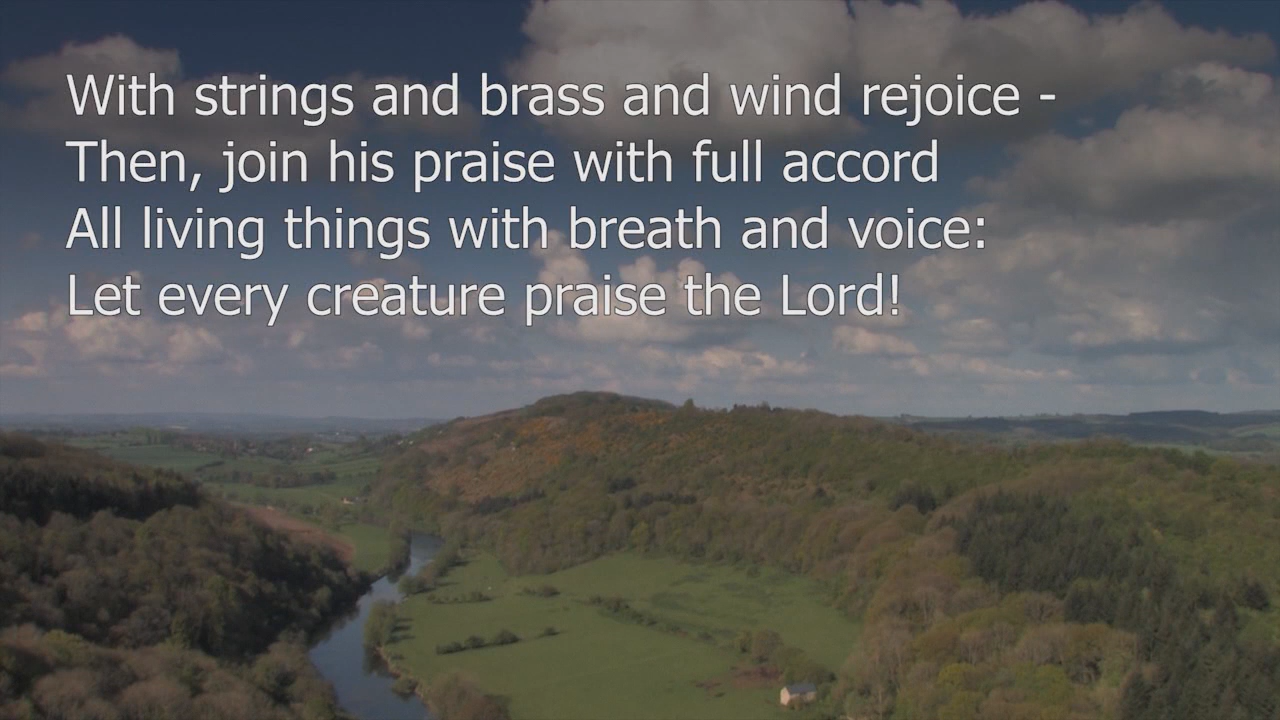 With strings and brass and wind rejoice -
Then, join his praise with full accord
All living things with breath and voice:
Let every creature praise the Lord!